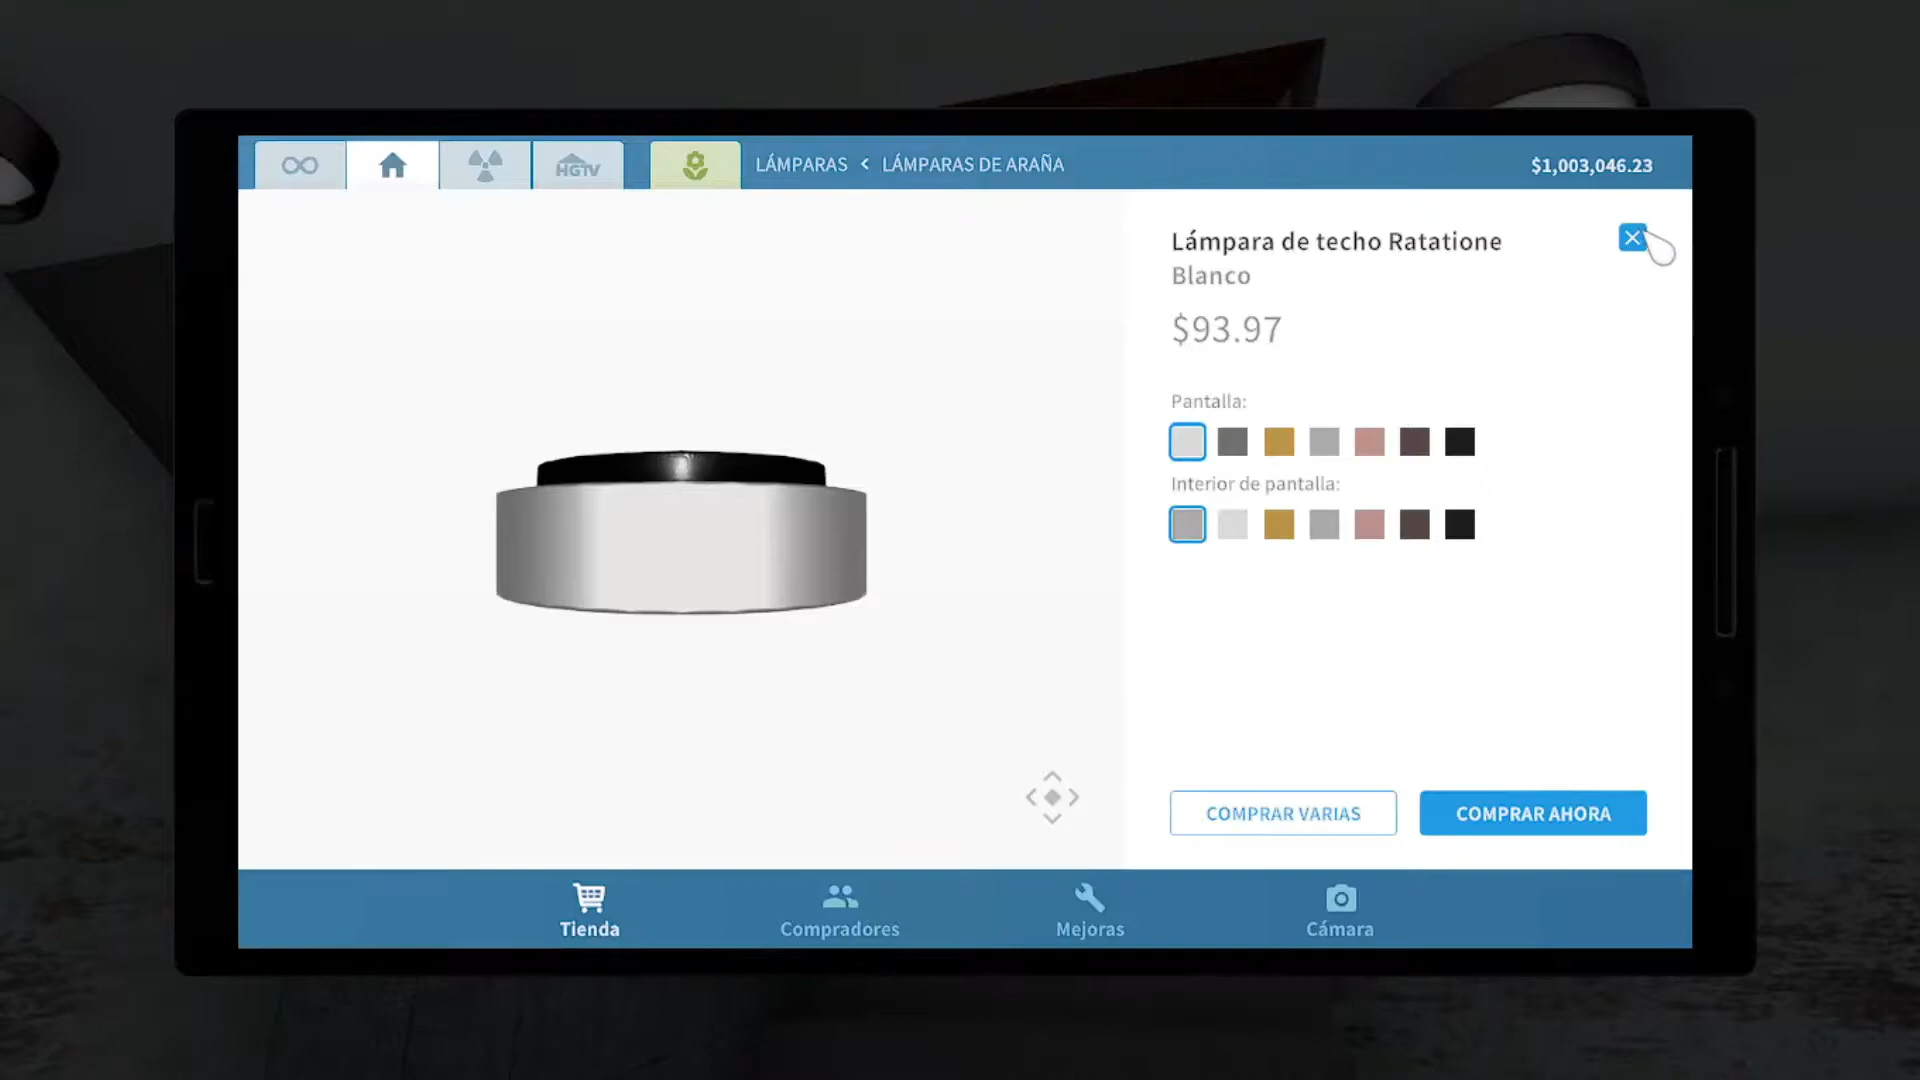 HGTV
LÁMPARAS < LÁMPARAS DE ARAÑA
$1,003,046.23
Lámpara de techo Ratatione
Blanco
$93.97
Pantalla:
Interior de pantalla:
COMPRAR VARIAS
COMPRAR AHORA
Tienda
Compradores
Mejoras
Cámara